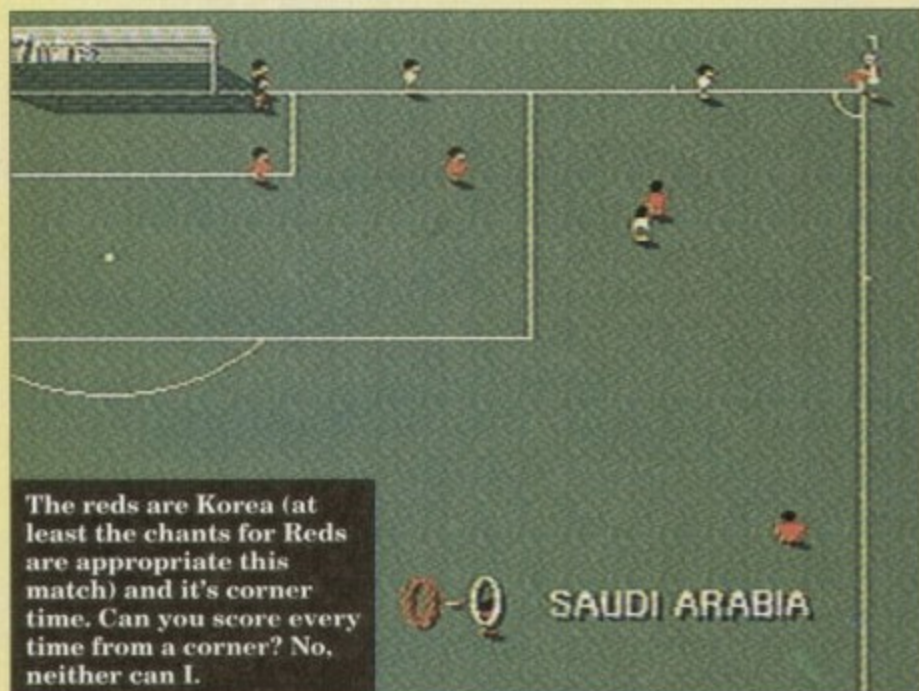 The reds are Korea (at
least the chants for Reds
are appropriate this
match) and it's corner
time. Can you score every
time from a corner? No,
neither can I.
0-0 SAUDI ARABIA